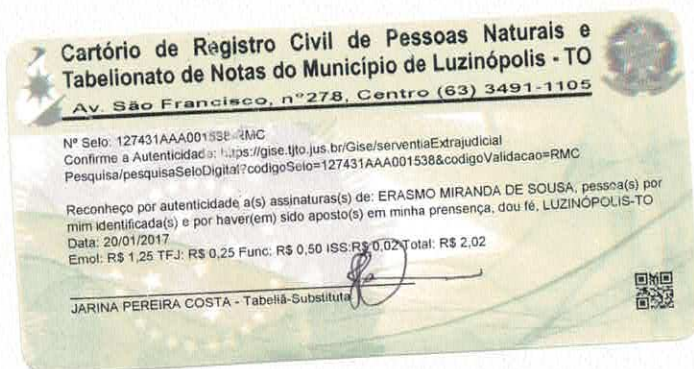 Cartório de Registro Civil de Pessoas Naturais e
Tabelionato de Notas do Município de Luzinópolis - TO
Av. São Francisco, nº278, Centro (63) 3491-1105
Nº Selo: 127431AAA001538-RMC
Confirme a Autenticidade: https://gise.tjto.jus.br/Gise/serventiaExtrajudicial
Pesquisa/pesquisaSeloDigital?codigoSelo=127431AAA001538&codigoValidacao=RMC
Reconheço por autenticidade a(s) assinaturas(s) de: ERASMO MIRANDA DE SOUSA, pessoa(s) por
mim identificada(s) e por haver(em) sido aposto(s) em minha prensença, dou fé, LUZINÓPOLIS-TO
Data: 20/01/2017
Emol: R$ 1,25 TFJ: R$ 0,25 Func: R$ 0,50 ISS:R$ 0,02 Total: R$ 2,02
JARINA PEREIRA COSTA - Tabeliã-Substituta